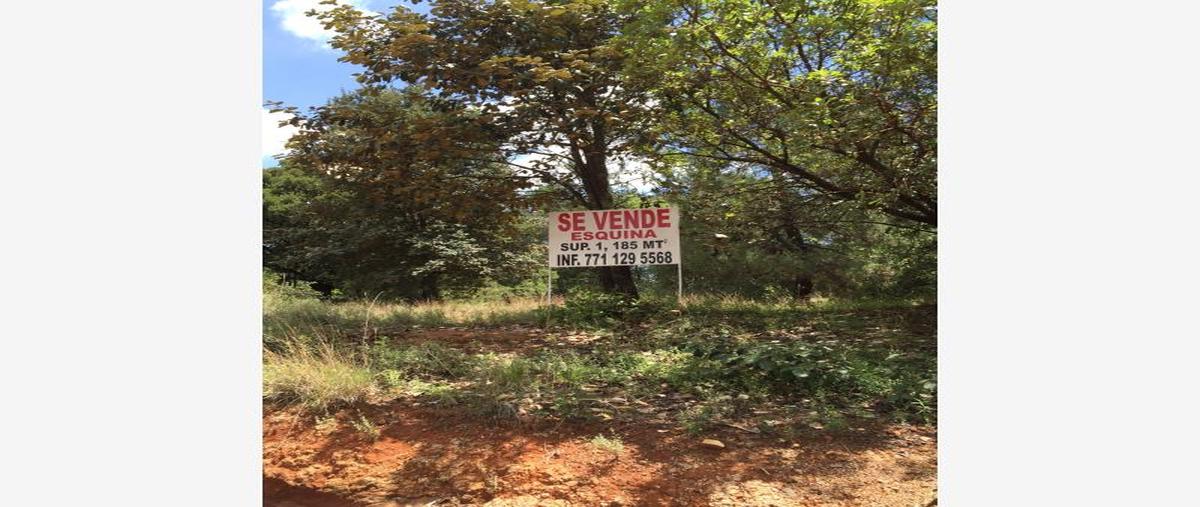 SE VENDE
ESQUINA
SUP. 1, 185 MT²
INF. 771 129 5568